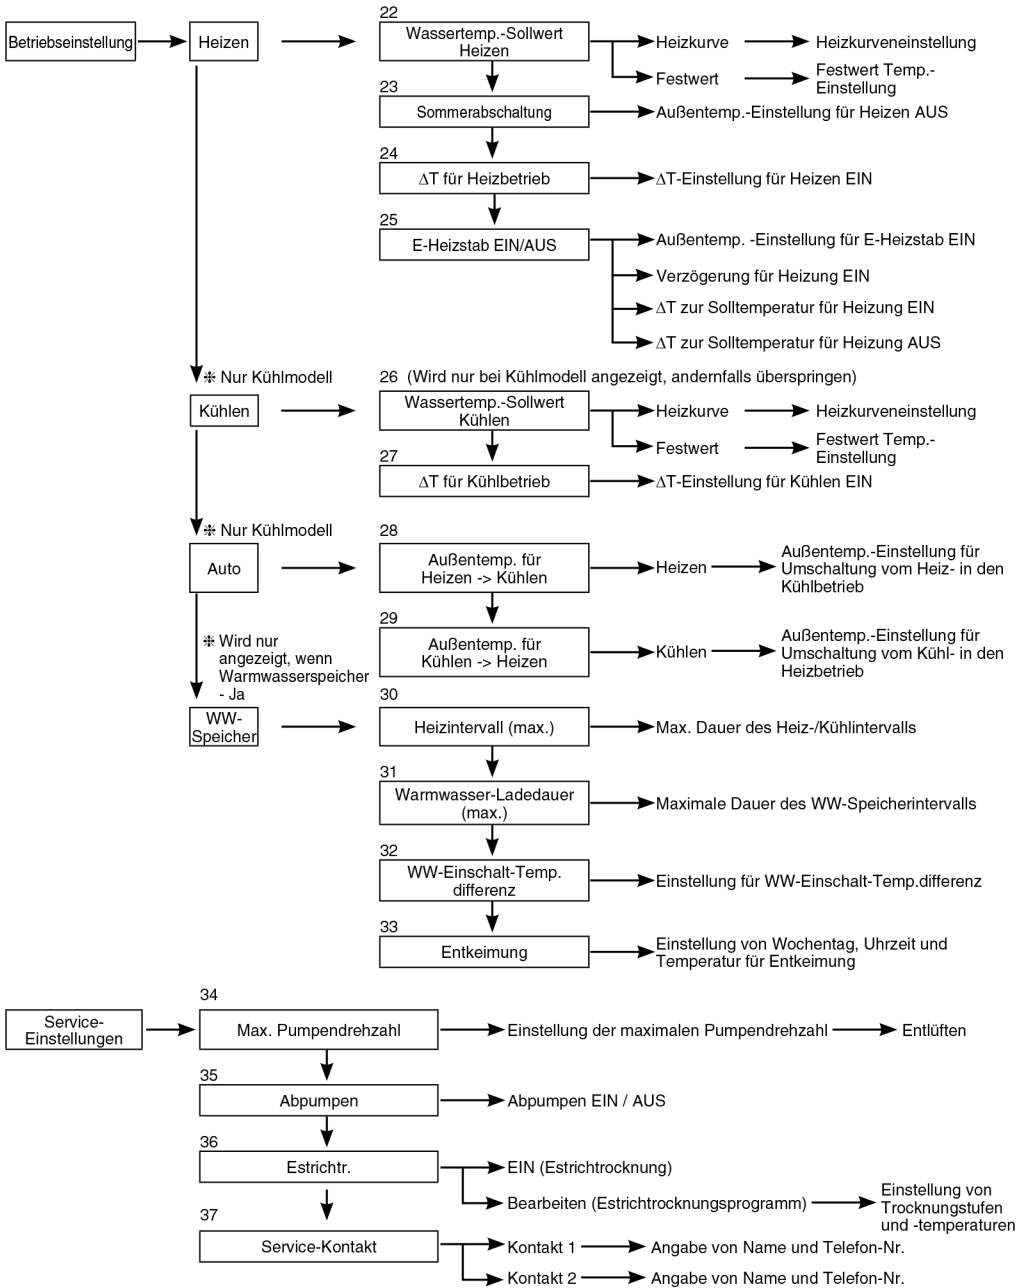 22
Betriebseinstellung
Heizen
Wassertemp.-Sollwert
Heizen
Heizkurve
Heizkurveneinstellung
Festwert
Festwert Temp.-
Einstellung
23
Sommerabschaltung
Außentemp.-Einstellung für Heizen AUS
24
ΔT für Heizbetrieb
ΔT-Einstellung für Heizen EIN
25
E-Heizstab EIN/AUS
Außentemp. -Einstellung für E-Heizstab EIN
Verzögerung für Heizung EIN
ΔT zur Solltemperatur für Heizung EIN
ΔT zur Solltemperatur für Heizung AUS
❈ Nur Kühlmodell
26 (Wird nur bei Kühlmodell angezeigt, andernfalls überspringen)
Kühlen
Wassertemp.-Sollwert
Kühlen
Heizkurve
Heizkurveneinstellung
Festwert
Festwert Temp.-
Einstellung
27
ΔT für Kühlbetrieb
ΔT-Einstellung für Kühlen EIN
❈ Nur Kühlmodell
28
Auto
Außentemp. für
Heizen -> Kühlen
Heizen
Außentemp.-Einstellung für
Umschaltung vom Heiz- in den
Kühlbetrieb
29
Außentemp. für
Kühlen -> Heizen
Kühlen
Außentemp.-Einstellung für
Umschaltung vom Kühl- in den
Heizbetrieb
❈ Wird nur
angezeigt, wenn
Warmwasserspeicher
- Ja
30
WW-
Speicher
Heizintervall (max.)
Max. Dauer des Heiz-/Kühlintervalls
31
Warmwasser-Ladedauer
(max.)
Maximale Dauer des WW-Speicherintervalls
32
WW-Einschalt-Temp.
differenz
Einstellung für WW-Einschalt-Temp.differenz
33
Entkeimung
Einstellung von Wochentag, Uhrzeit und
Temperatur für Entkeimung
34
Service-
Einstellungen
Max. Pumpendrehzahl
Einstellung der maximalen Pumpendrehzahl
Entlüften
35
Abpumpen
Abpumpen EIN / AUS
36
Estrichtr.
EIN (Estrichtrocknung)
Bearbeiten (Estrichtrocknungsprogramm)
Einstellung von
Trocknungstufen
und -temperaturen
37
Service-Kontakt
Kontakt 1
Angabe von Name und Telefon-Nr.
Kontakt 2
Angabe von Name und Telefon-Nr.